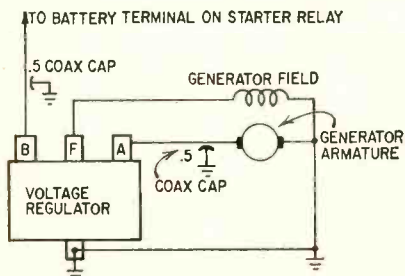 TO BATTERY TERMINAL ON STARTER RELAY
.5 COAX CAP
GENERATOR FIELD
B
F
A
.5
GENERATOR
ARMATURE
COAX CAP
VOLTAGE
REGULATOR